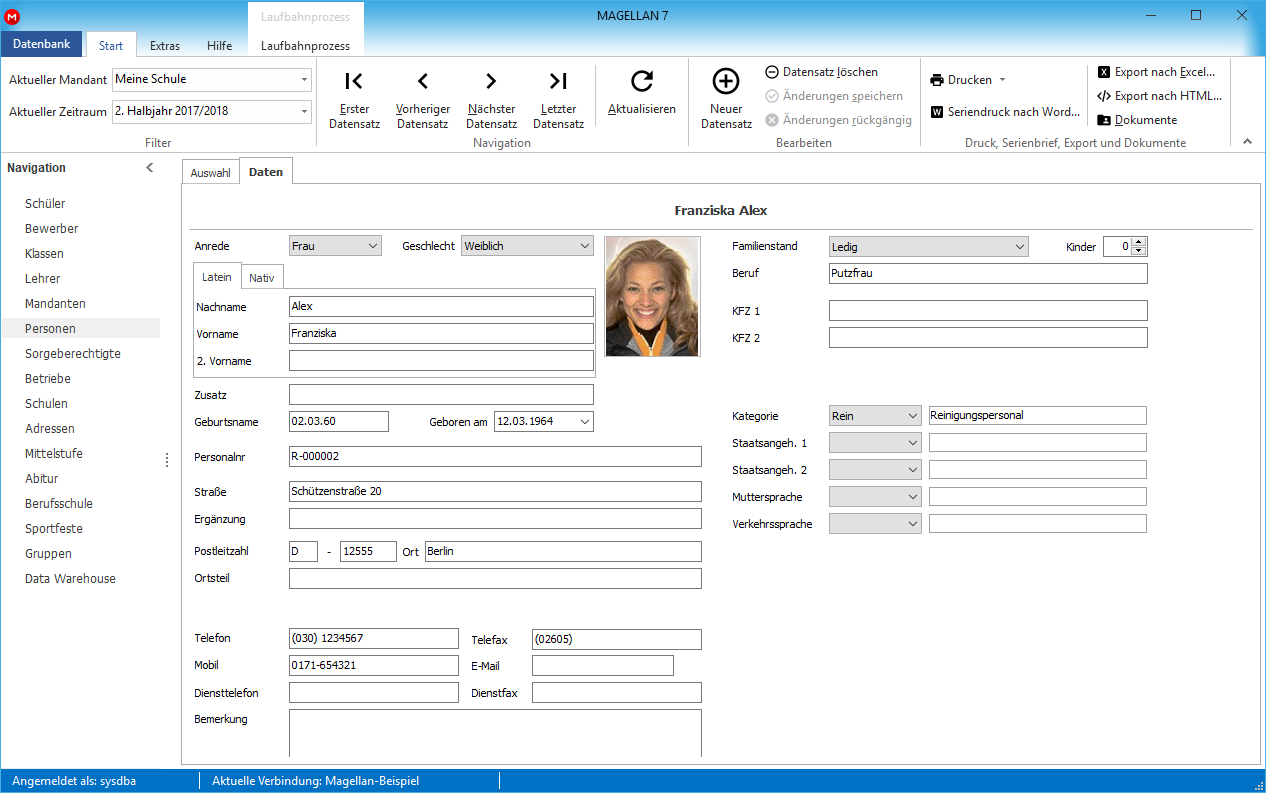 MAGELLAN 7
Laufbahnprozess
Datenbank Start Extras Hilfe Laufbahnprozess
Aktueller Mandant Meine Schule
Aktueller Zeitraum 2. Halbjahr 2017/2018
Filter
Erster Datensatz
Vorheriger Datensatz
Nächster Datensatz
Letzter Datensatz
Aktualisieren
Navigation
Neuer Datensatz
Datensatz löschen
Änderungen speichern
Änderungen rückgängig
Bearbeiten
Drucken
Seriendruck nach Word...
Export nach Excel...
Export nach HTML...
Dokumente
Druck, Serienbrief, Export und Dokumente
Navigation
Schüler
Bewerber
Klassen
Lehrer
Mandanten
Personen
Sorgeberechtigte
Betriebe
Schulen
Adressen
Mittelstufe
Abitur
Berufsschule
Sportfeste
Gruppen
Data Warehouse
Auswahl Daten
Franziska Alex
Anrede Frau Geschlecht Weiblich
Latein Nativ
Nachname Alex
Vorname Franziska
2. Vorname
Zusatz
Geburtsname 02.03.60 Geboren am 12.03.1964
Personalnr R-000002
Straße Schützenstraße 20
Ergänzung
Postleitzahl D - 12555 Ort Berlin
Ortsteil
Telefon (030) 1234567 Telefax (02605)
Mobil 0171-654321 E-Mail
Diensttelefon Dienstfax
Bemerkung
Familienstand Ledig Kinder 0
Beruf Putzfrau
KFZ 1
KFZ 2
Kategorie Rein Reinigungspersonal
Staatsangeh. 1
Staatsangeh. 2
Muttersprache
Verkehrssprache
Angemeldet als: sysdba Aktuelle Verbindung: Magellan-Beispiel